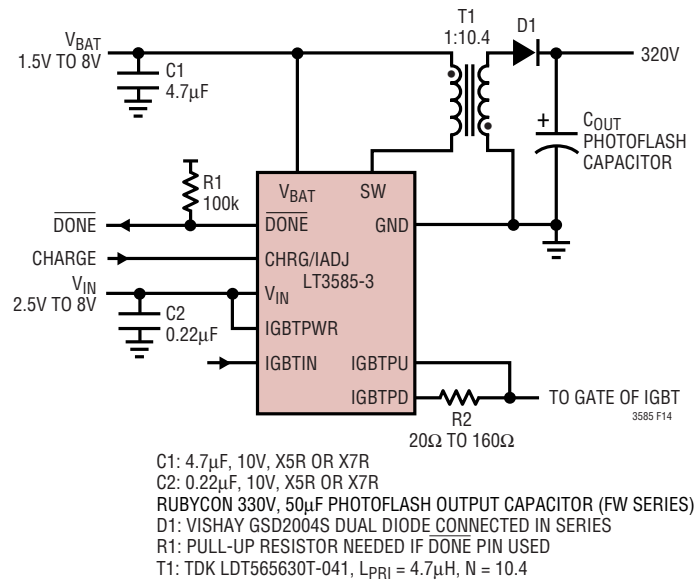 T1
1:10.4
D1
VBAT
1.5V TO 8V
320V
C1
4.7µF
+
COUT
PHOTOFLASH
CAPACITOR
R1
100k
VBAT
SW
DONE
DONE
GND
CHARGE
CHRG/IADJ
LT3585-3
VIN
2.5V TO 8V
VIN
C2
0.22µF
IGBTPWR
IGBTIN
IGBTPU
IGBTPD
TO GATE OF IGBT
R2
20Ω TO 160Ω
3585 F14
C1: 4.7µF, 10V, X5R OR X7R
C2: 0.22µF, 10V, X5R OR X7R
RUBYCON 330V, 50µF PHOTOFLASH OUTPUT CAPACITOR (FW SERIES)
D1: VISHAY GSD2004S DUAL DIODE CONNECTED IN SERIES
R1: PULL-UP RESISTOR NEEDED IF DONE PIN USED
T1: TDK LDT565630T-041, LPRI = 4.7µH, N = 10.4